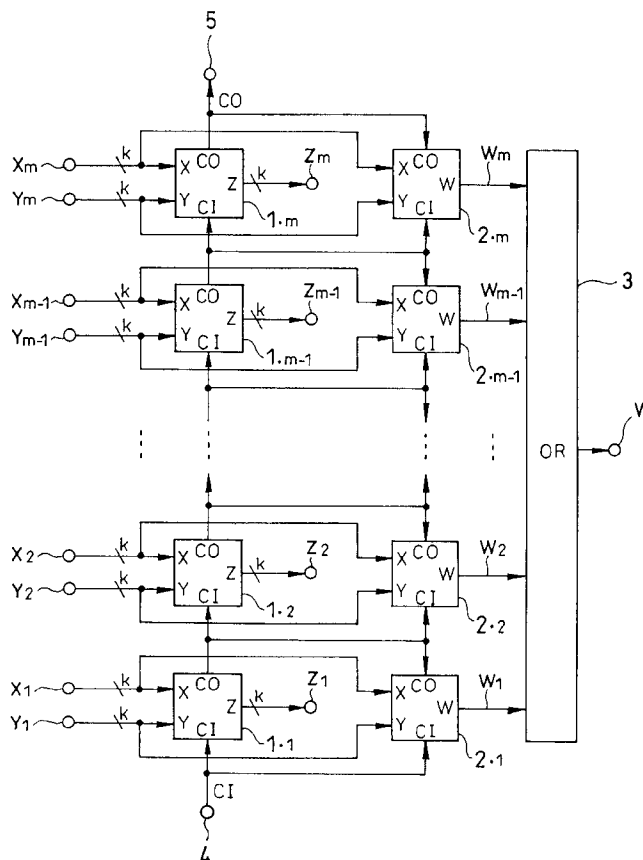 5
CO
Xm k X CO Z k Zm X CO W Wm
Ym k Y CI 1·m Y CI 2·m
3
Xm-1 k X CO Z k Zm-1 X CO W Wm-1
Ym-1 k Y CI 1·m-1 Y CI 2·m-1
OR
X2 k X CO Z k Z2 X CO W W2
Y2 k Y CI 1·2 Y CI 2·2
X1 k X CO Z k Z1 X CO W W1
Y1 k Y CI 1·1 Y CI 2·1
CI
4